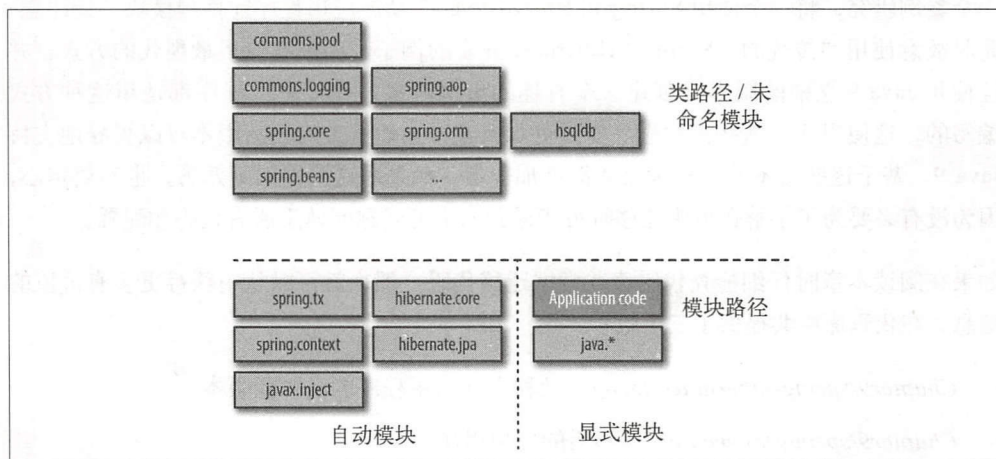 commons.pool
commons.logging
spring.aop
spring.core
spring.orm
hsqldb
spring.beans
...
类路径 / 未
命名模块
spring.tx
hibernate.core
Application code
模块路径
spring.context
hibernate.jpa
java.*
javax.inject
自动模块
显式模块